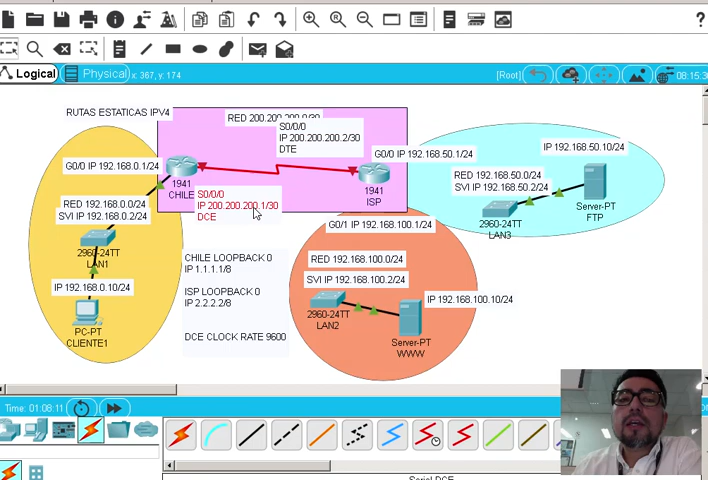 ?
Logical
Physical
x: 367, y: 174
[Root]
RUTAS ESTATICAS IPV4
S0/0/0
IP 200.200.200.2/30
DTE
G0/0 IP 192.168.0.1/24
1941
CHILE
S0/0/0
IP 200.200.200.1/30
DCE
G0/0 IP 192.168.50.1/24
1941
ISP
IP 192.168.50.10/24
RED 192.168.50.0/24
SVI IP 192.168.50.2/24
2960-24TT
LAN3
Server-PT
FTP
RED 192.168.0.0/24
SVI IP 192.168.0.2/24
2960-24TT
LAN1
IP 192.168.0.10/24
PC-PT
CLIENTE1
CHILE LOOPBACK 0
IP 1.1.1.1/8
ISP LOOPBACK 0
IP 2.2.2.2/8
DCE CLOCK RATE 9600
G0/1 IP 192.168.100.1/24
RED 192.168.100.0/24
SVI IP 192.168.100.2/24
2960-24TT
LAN2
IP 192.168.100.10/24
Server-PT
WWW
Time: 01:08:11
Serial DCE